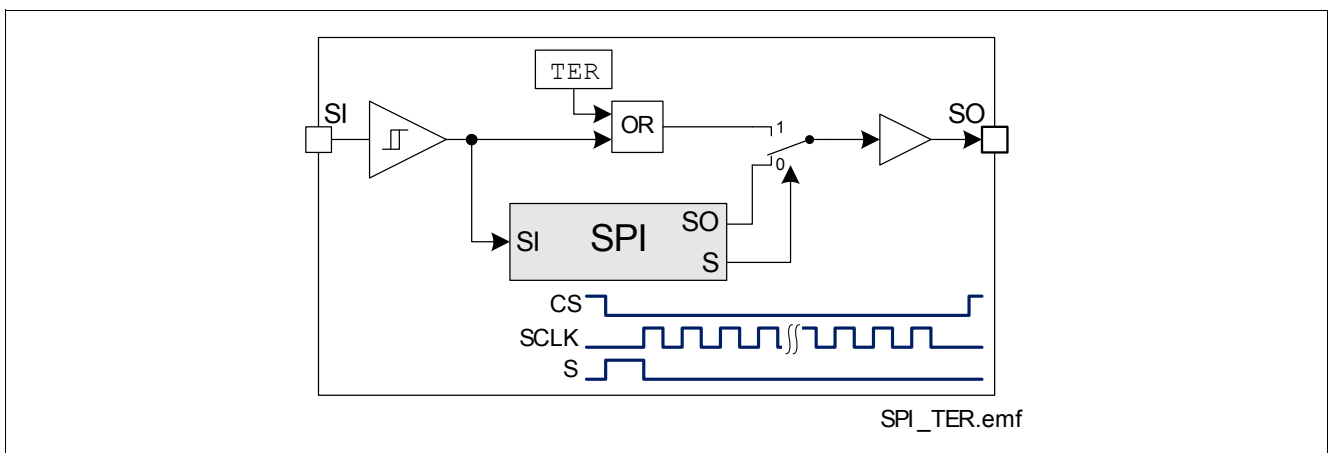 TER
SI
OR
1
SO
0
SO
SI SPI
S
CS
SCLK
S
SPI_TER.emf